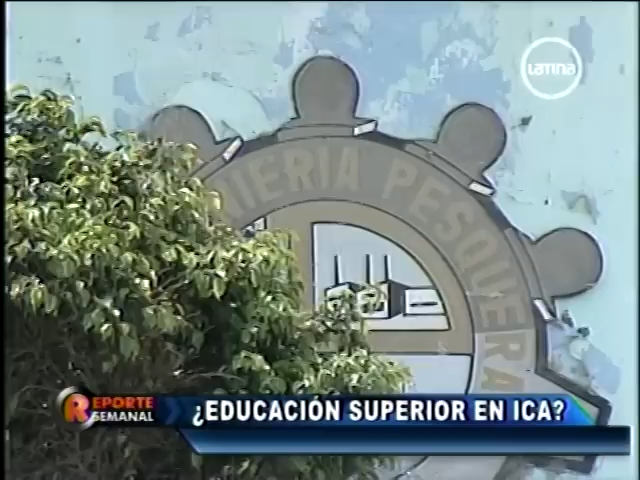 LATINA
NIERIA PESQUERA
REPORTE
SEMANAL
¿EDUCACIÓN SUPERIOR EN ICA?